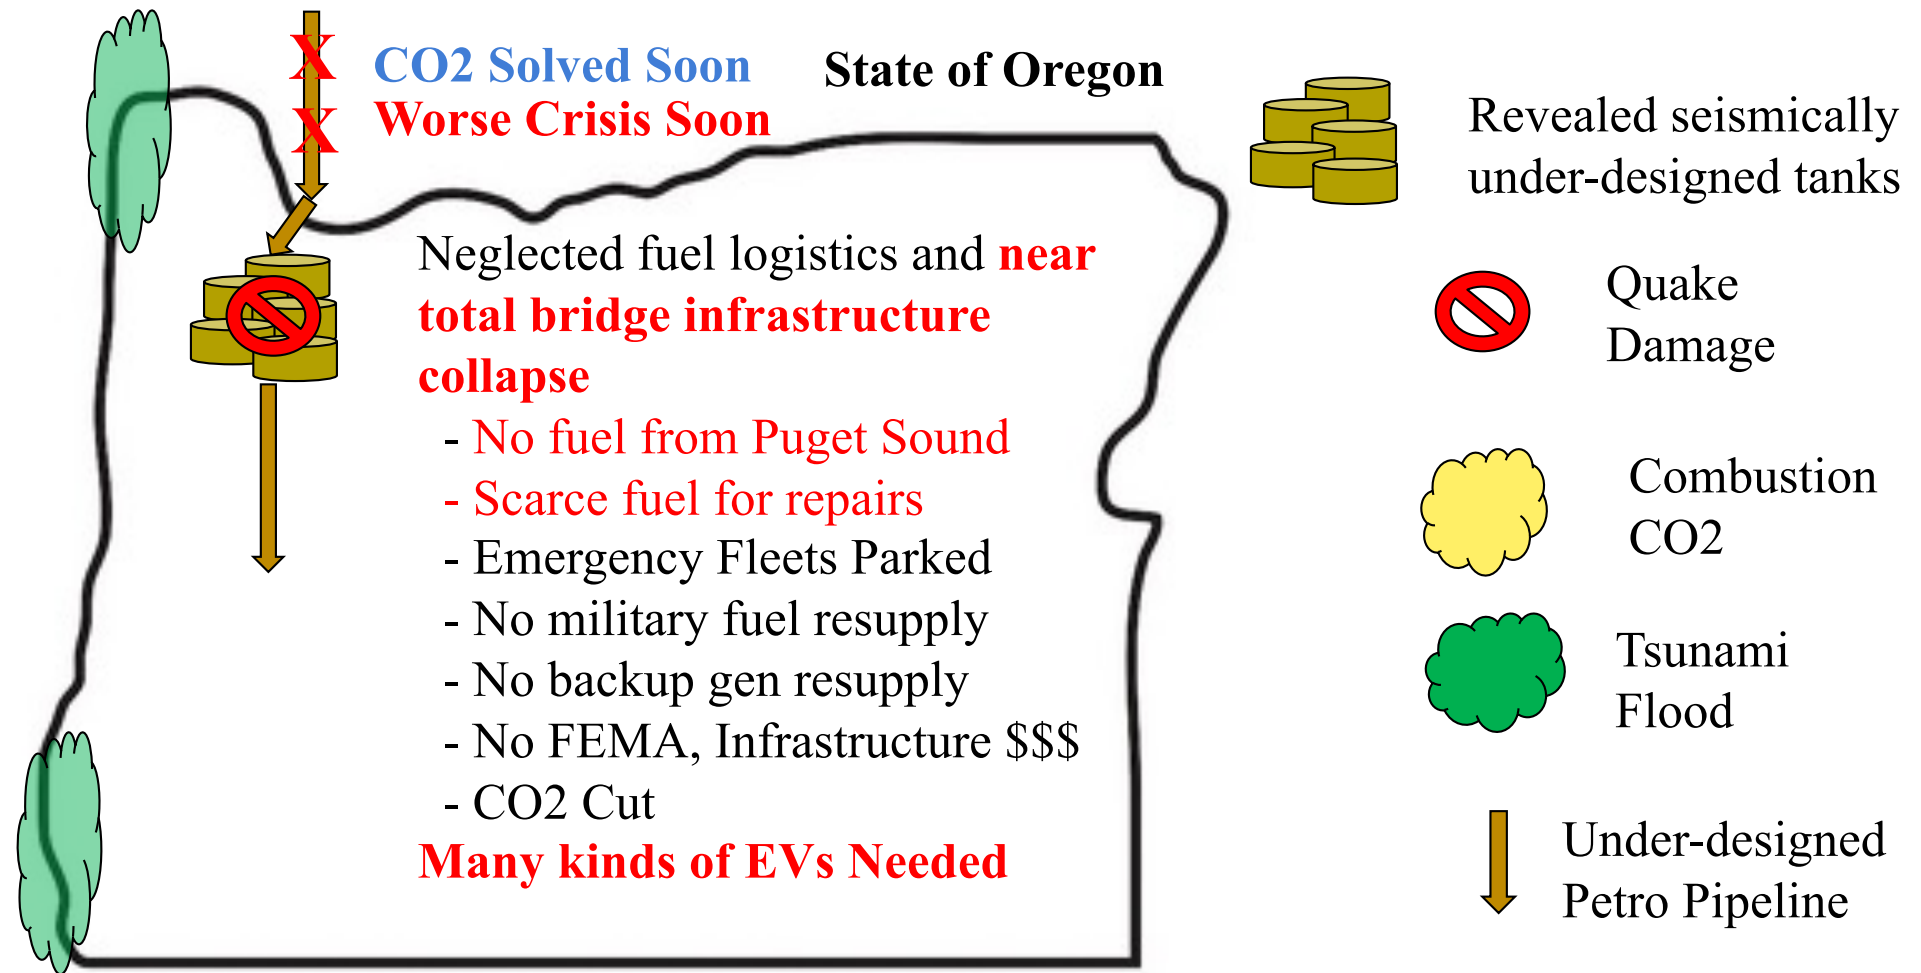 X
X
CO2 Solved Soon
Worse Crisis Soon
State of Oregon
Neglected fuel logistics and near
total bridge infrastructure
collapse
- No fuel from Puget Sound
- Scarce fuel for repairs
- Emergency Fleets Parked
- No military fuel resupply
- No backup gen resupply
- No FEMA, Infrastructure $$$
- CO2 Cut
Many kinds of EVs Needed
Revealed seismically
under-designed tanks
Quake
Damage
Combustion
CO2
Tsunami
Flood
Under-designed
Petro Pipeline